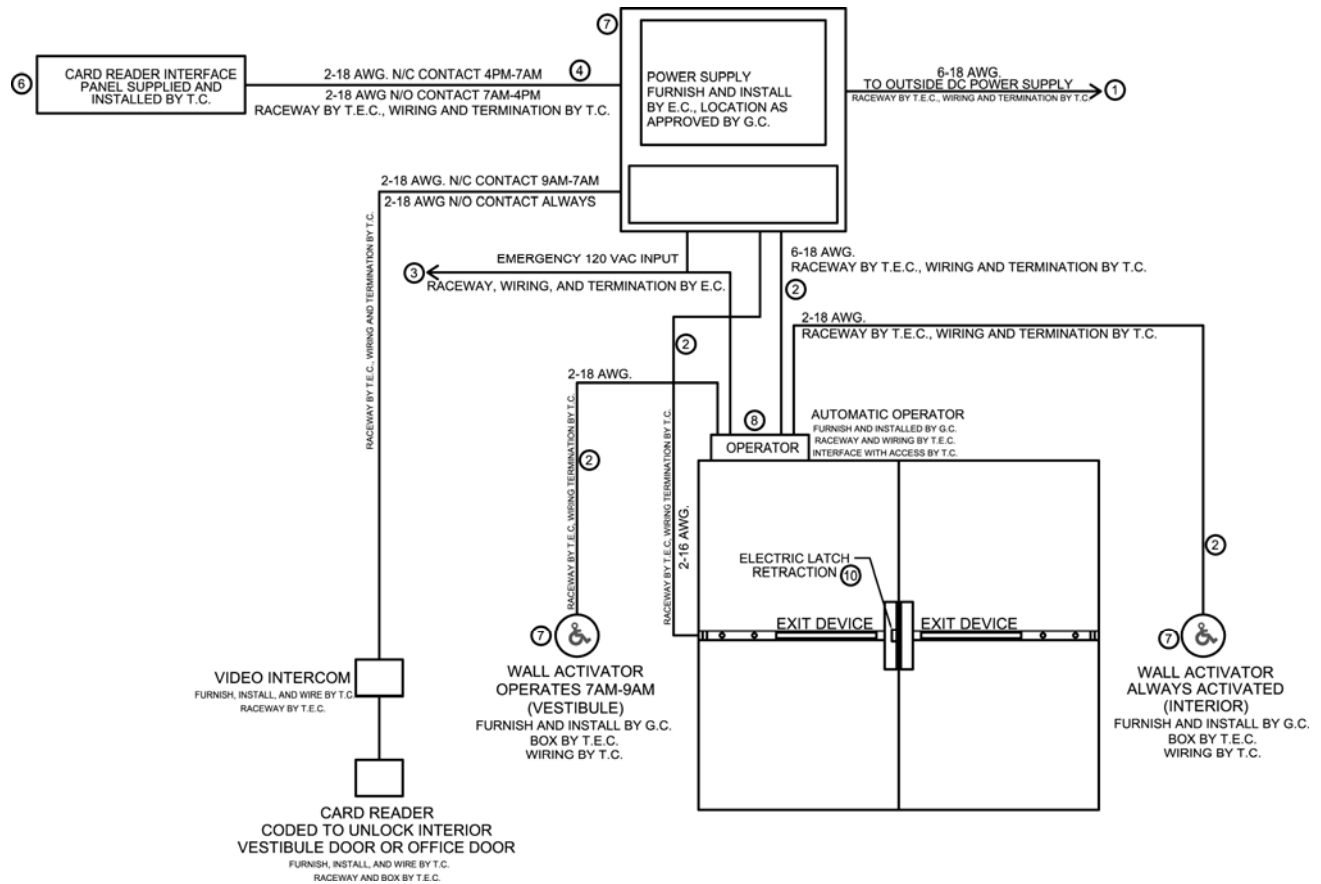 7
6
CARD READER INTERFACE
PANEL SUPPLIED AND
INSTALLED BY T.C.
2-18 AWG. N/C CONTACT 4PM-7AM
4
2-18 AWG N/O CONTACT 7AM-4PM
RACEWAY BY T.E.C., WIRING AND TERMINATION BY T.C.
POWER SUPPLY
FURNISH AND INSTALL
BY E.C., LOCATION AS
APPROVED BY G.C.
6-18 AWG.
TO OUTSIDE DC POWER SUPPLY
RACEWAY BY T.E.C., WIRING AND TERMINATION BY T.C.
1
2-18 AWG. N/C CONTACT 9AM-7AM
2-18 AWG N/O CONTACT ALWAYS
RACEWAY BY T.E.C., WIRING AND TERMINATION BY T.C.
EMERGENCY 120 VAC INPUT
3
RACEWAY, WIRING, AND TERMINATION BY E.C.
6-18 AWG.
RACEWAY BY T.E.C., WIRING AND TERMINATION BY T.C.
2
2-18 AWG.
RACEWAY BY T.E.C., WIRING AND TERMINATION BY T.C.
2
2
2-18 AWG.
RACEWAY BY T.E.C, WIRING TERMINATION BY T.C.
2
2-16 AWG.
RACEWAY BY T.E.C, WIRING TERMINATION BY T.C.
8
OPERATOR
AUTOMATIC OPERATOR
FURNISH AND INSTALLED BY G.C.
RACEWAY AND WIRING BY T.E.C.
INTERFACE WITH ACCESS BY T.C.
ELECTRIC LATCH
RETRACTION
10
EXIT DEVICE
EXIT DEVICE
7
WALL ACTIVATOR
OPERATES 7AM-9AM
(VESTIBULE)
FURNISH AND INSTALL BY G.C.
BOX BY T.E.C.
WIRING BY T.C.
7
WALL ACTIVATOR
ALWAYS ACTIVATED
(INTERIOR)
FURNISH AND INSTALL BY G.C.
BOX BY T.E.C.
WIRING BY T.C.
VIDEO INTERCOM
FURNISH, INSTALL, AND WIRE BY T.C.
RACEWAY BY T.E.C.
CARD READER
CODED TO UNLOCK INTERIOR
VESTIBULE DOOR OR OFFICE DOOR
FURNISH, INSTALL, AND WIRE BY T.C.
RACEWAY AND BOX BY T.E.C.